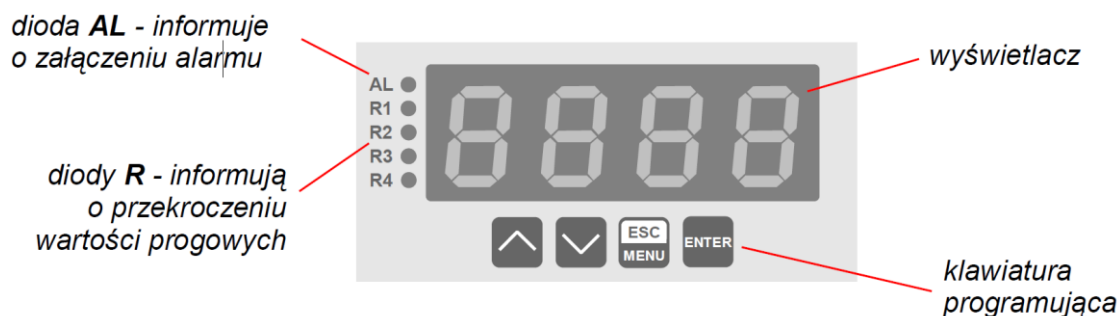 dioda AL - informuje
o załączeniu alarmu
wyświetlacz
AL
R1
R2
R3
R4
diody R - informują
o przekroczeniu
wartości progowych
ESC
MENU
ENTER
klawiatura
programująca